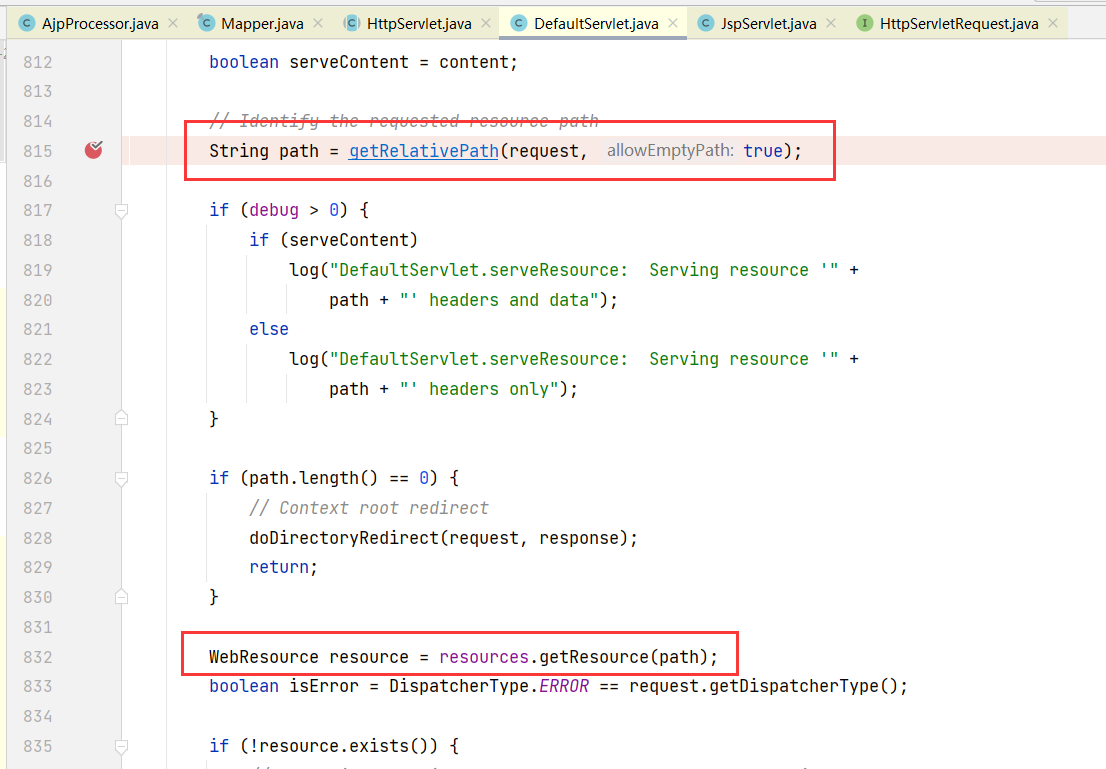 AjpProcessor.java Mapper.java HttpServlet.java DefaultServlet.java JspServlet.java HttpServletRequest.java
812 boolean serveContent = content;
813
814 // Identify the requested resource path
815 String path = getRelativePath(request, allowEmptyPath: true);
816
817 if (debug > 0) {
818 if (serveContent)
819 log("DefaultServlet.serveResource:  Serving resource '" +
820 path + "' headers and data");
821 else
822 log("DefaultServlet.serveResource:  Serving resource '" +
823 path + "' headers only");
824 }
825
826 if (path.length() == 0) {
827 // Context root redirect
828 doDirectoryRedirect(request, response);
829 return;
830 }
831
832 WebResource resource = resources.getResource(path);
833 boolean isError = DispatcherType.ERROR == request.getDispatcherType();
834
835 if (!resource.exists()) {